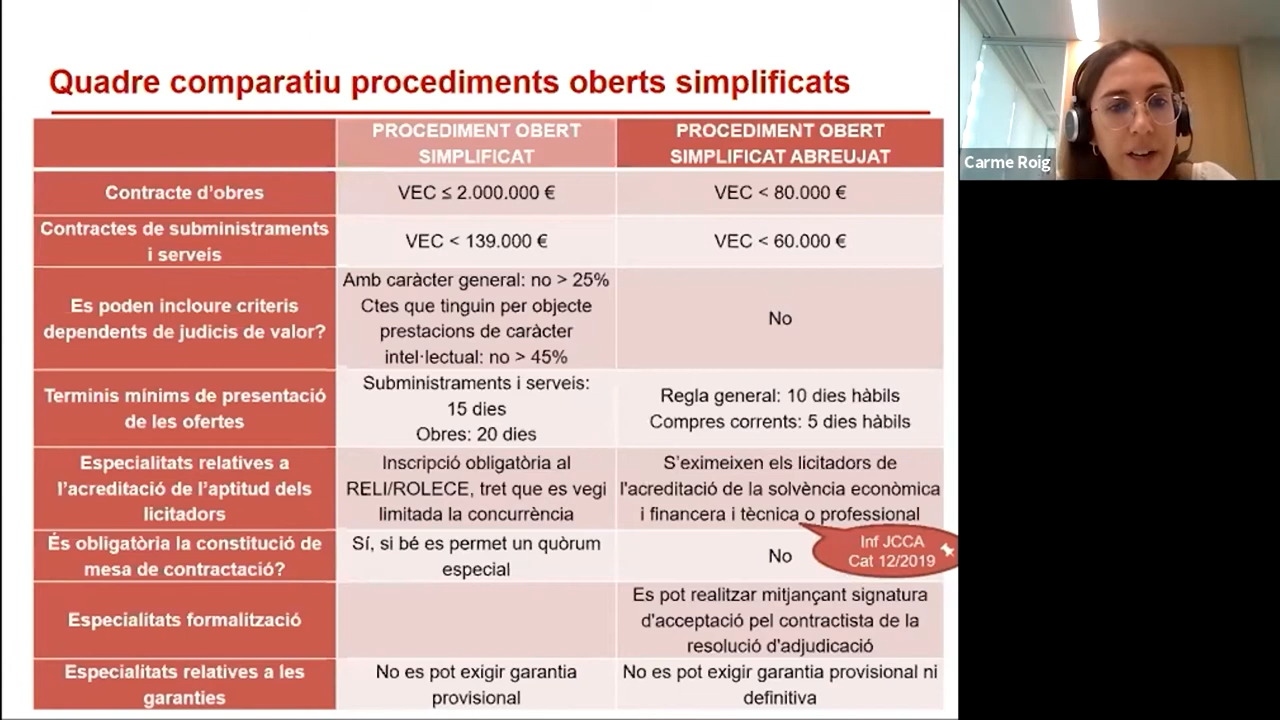 Quadre comparatiu procediments oberts simplificats
PROCEDIMENT OBERT
SIMPLIFICAT
PROCEDIMENT OBERT
SIMPLIFICAT ABREUJAT
Contracte d'obres
VEC ≤ 2.000.000 €
VEC < 80.000 €
Contractes de subministraments
i serveis
VEC < 139.000 €
VEC < 60.000 €
Es poden incloure criteris
dependents de judicis de valor?
Amb caràcter general: no > 25%
Ctes que tinguin per objecte
prestacions de caràcter
intel·lectual: no > 45%
No
Terminis mínims de presentació
de les ofertes
Subministraments i serveis:
15 dies
Obres: 20 dies
Regla general: 10 dies hàbils
Compres corrents: 5 dies hàbils
Especialitats relatives a
l'acreditació de l'aptitud dels
licitadors
Inscripció obligatòria al
RELI/ROLECE, tret que es vegi
limitada la concurrència
S'eximeixen els licitadors de
l'acreditació de la solvència econòmica
i financera i tècnica o professional
És obligatòria la constitució de
mesa de contractació?
Sí, si bé es permet un quòrum
especial
No
Inf JCCA
Cat 12/2019
Especialitats formalització
Es pot realitzar mitjançant signatura
d'acceptació pel contractista de la
resolució d'adjudicació
Especialitats relatives a les
garanties
No es pot exigir garantia
provisional
No es pot exigir garantia provisional ni
definitiva
Carme Roig